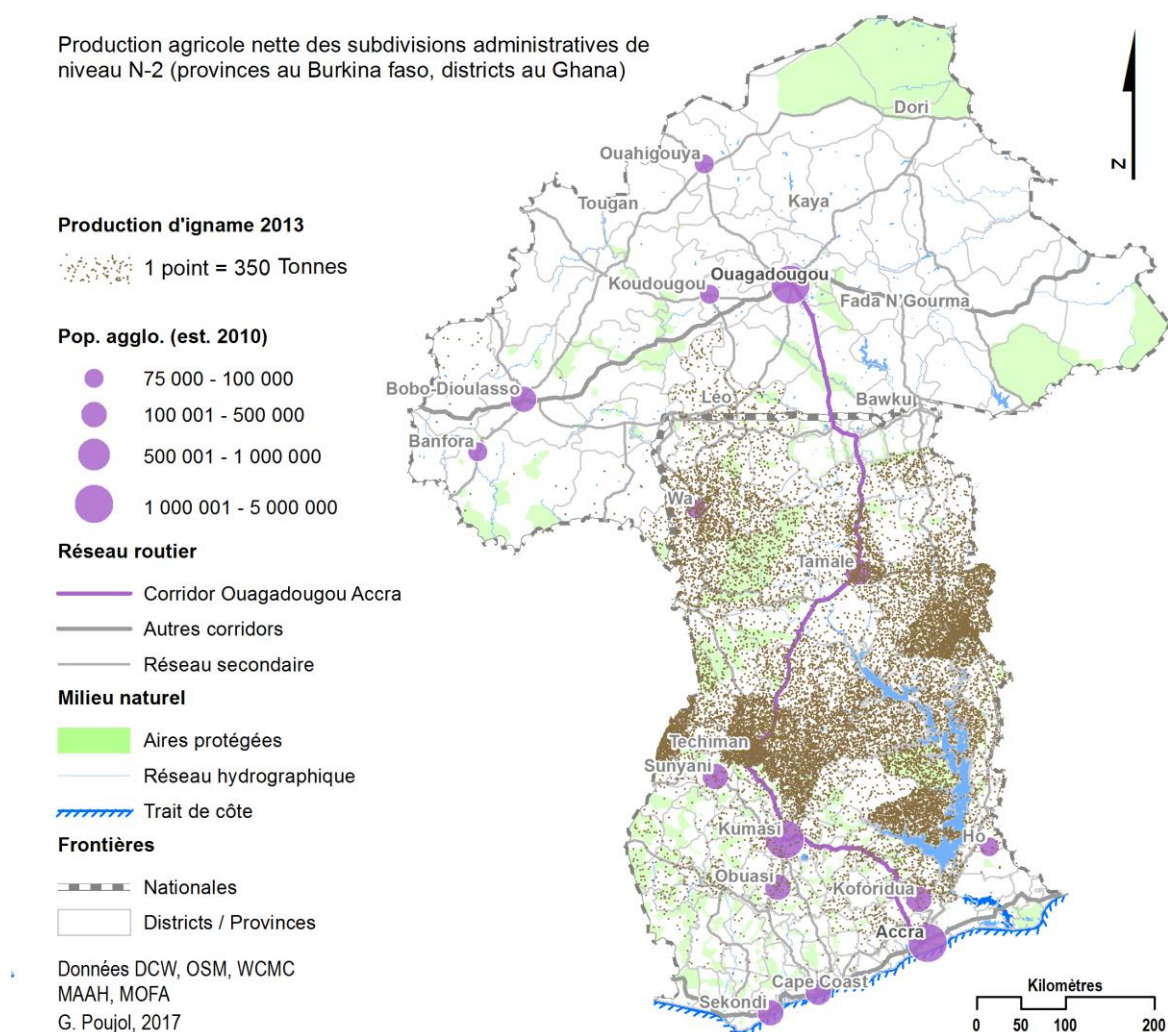 Production agricole nette des subdivisions administratives de
niveau N-2 (provinces au Burkina faso, districts au Ghana)
Production d'igname 2013
1 point = 350 Tonnes
Pop. agglo. (est. 2010)
75 000 - 100 000
100 001 - 500 000
500 001 - 1 000 000
1 000 001 - 5 000 000
Réseau routier
Corridor Ouagadougou Accra
Autres corridors
Réseau secondaire
Milieu naturel
Aires protégées
Réseau hydrographique
Trait de côte
Frontières
Nationales
Districts / Provinces
Données DCW, OSM, WCMC
MAAH, MOFA
G. Poujol, 2017
N
Dori
Ouahigouya
Tougan
Kaya
Ouagadougou
Koudougou
Fada N'Gourma
Bobo-Dioulasso
Léo
Bawku
Banfora
Wa
Tamale
Techiman
Sunyani
Kumasi
Ho
Obuasi
Koforidua
Accra
Cape Coast
Sekondi
Kilomètres
0 50 100 200